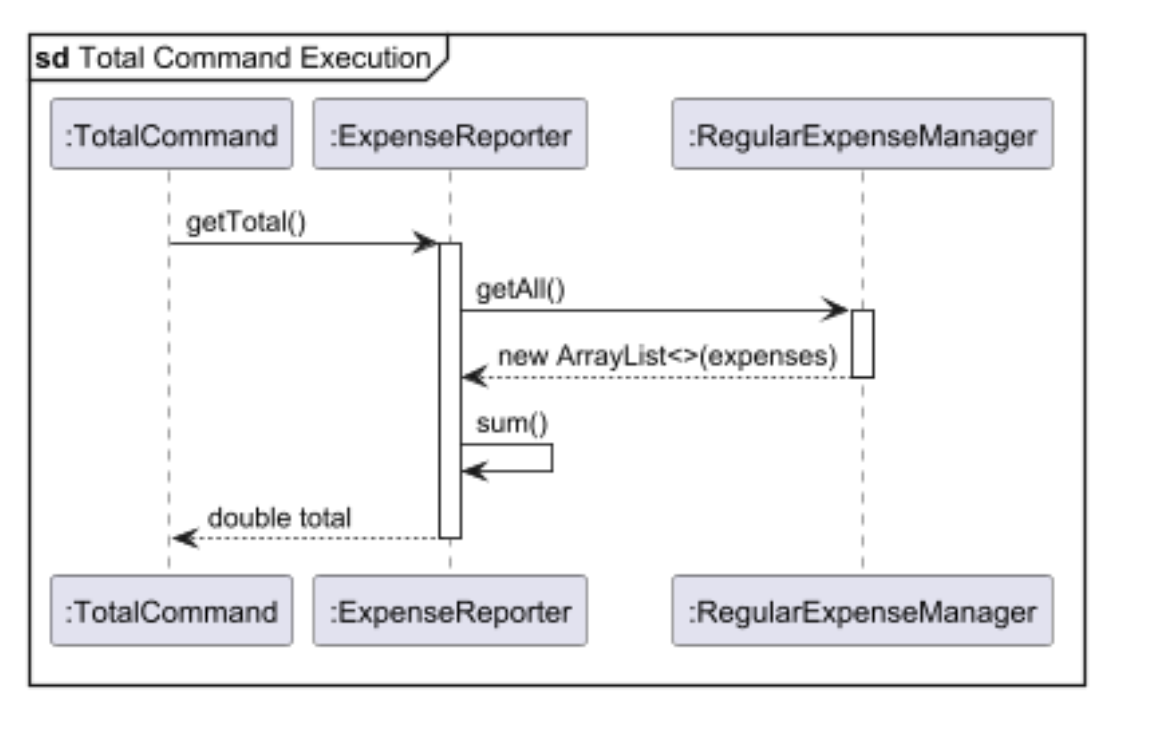 sd Total Command Execution
:TotalCommand
:ExpenseReporter
:RegularExpenseManager
getTotal()
getAll()
new ArrayList<>(expenses)
sum()
double total
:TotalCommand
:ExpenseReporter
:RegularExpenseManager